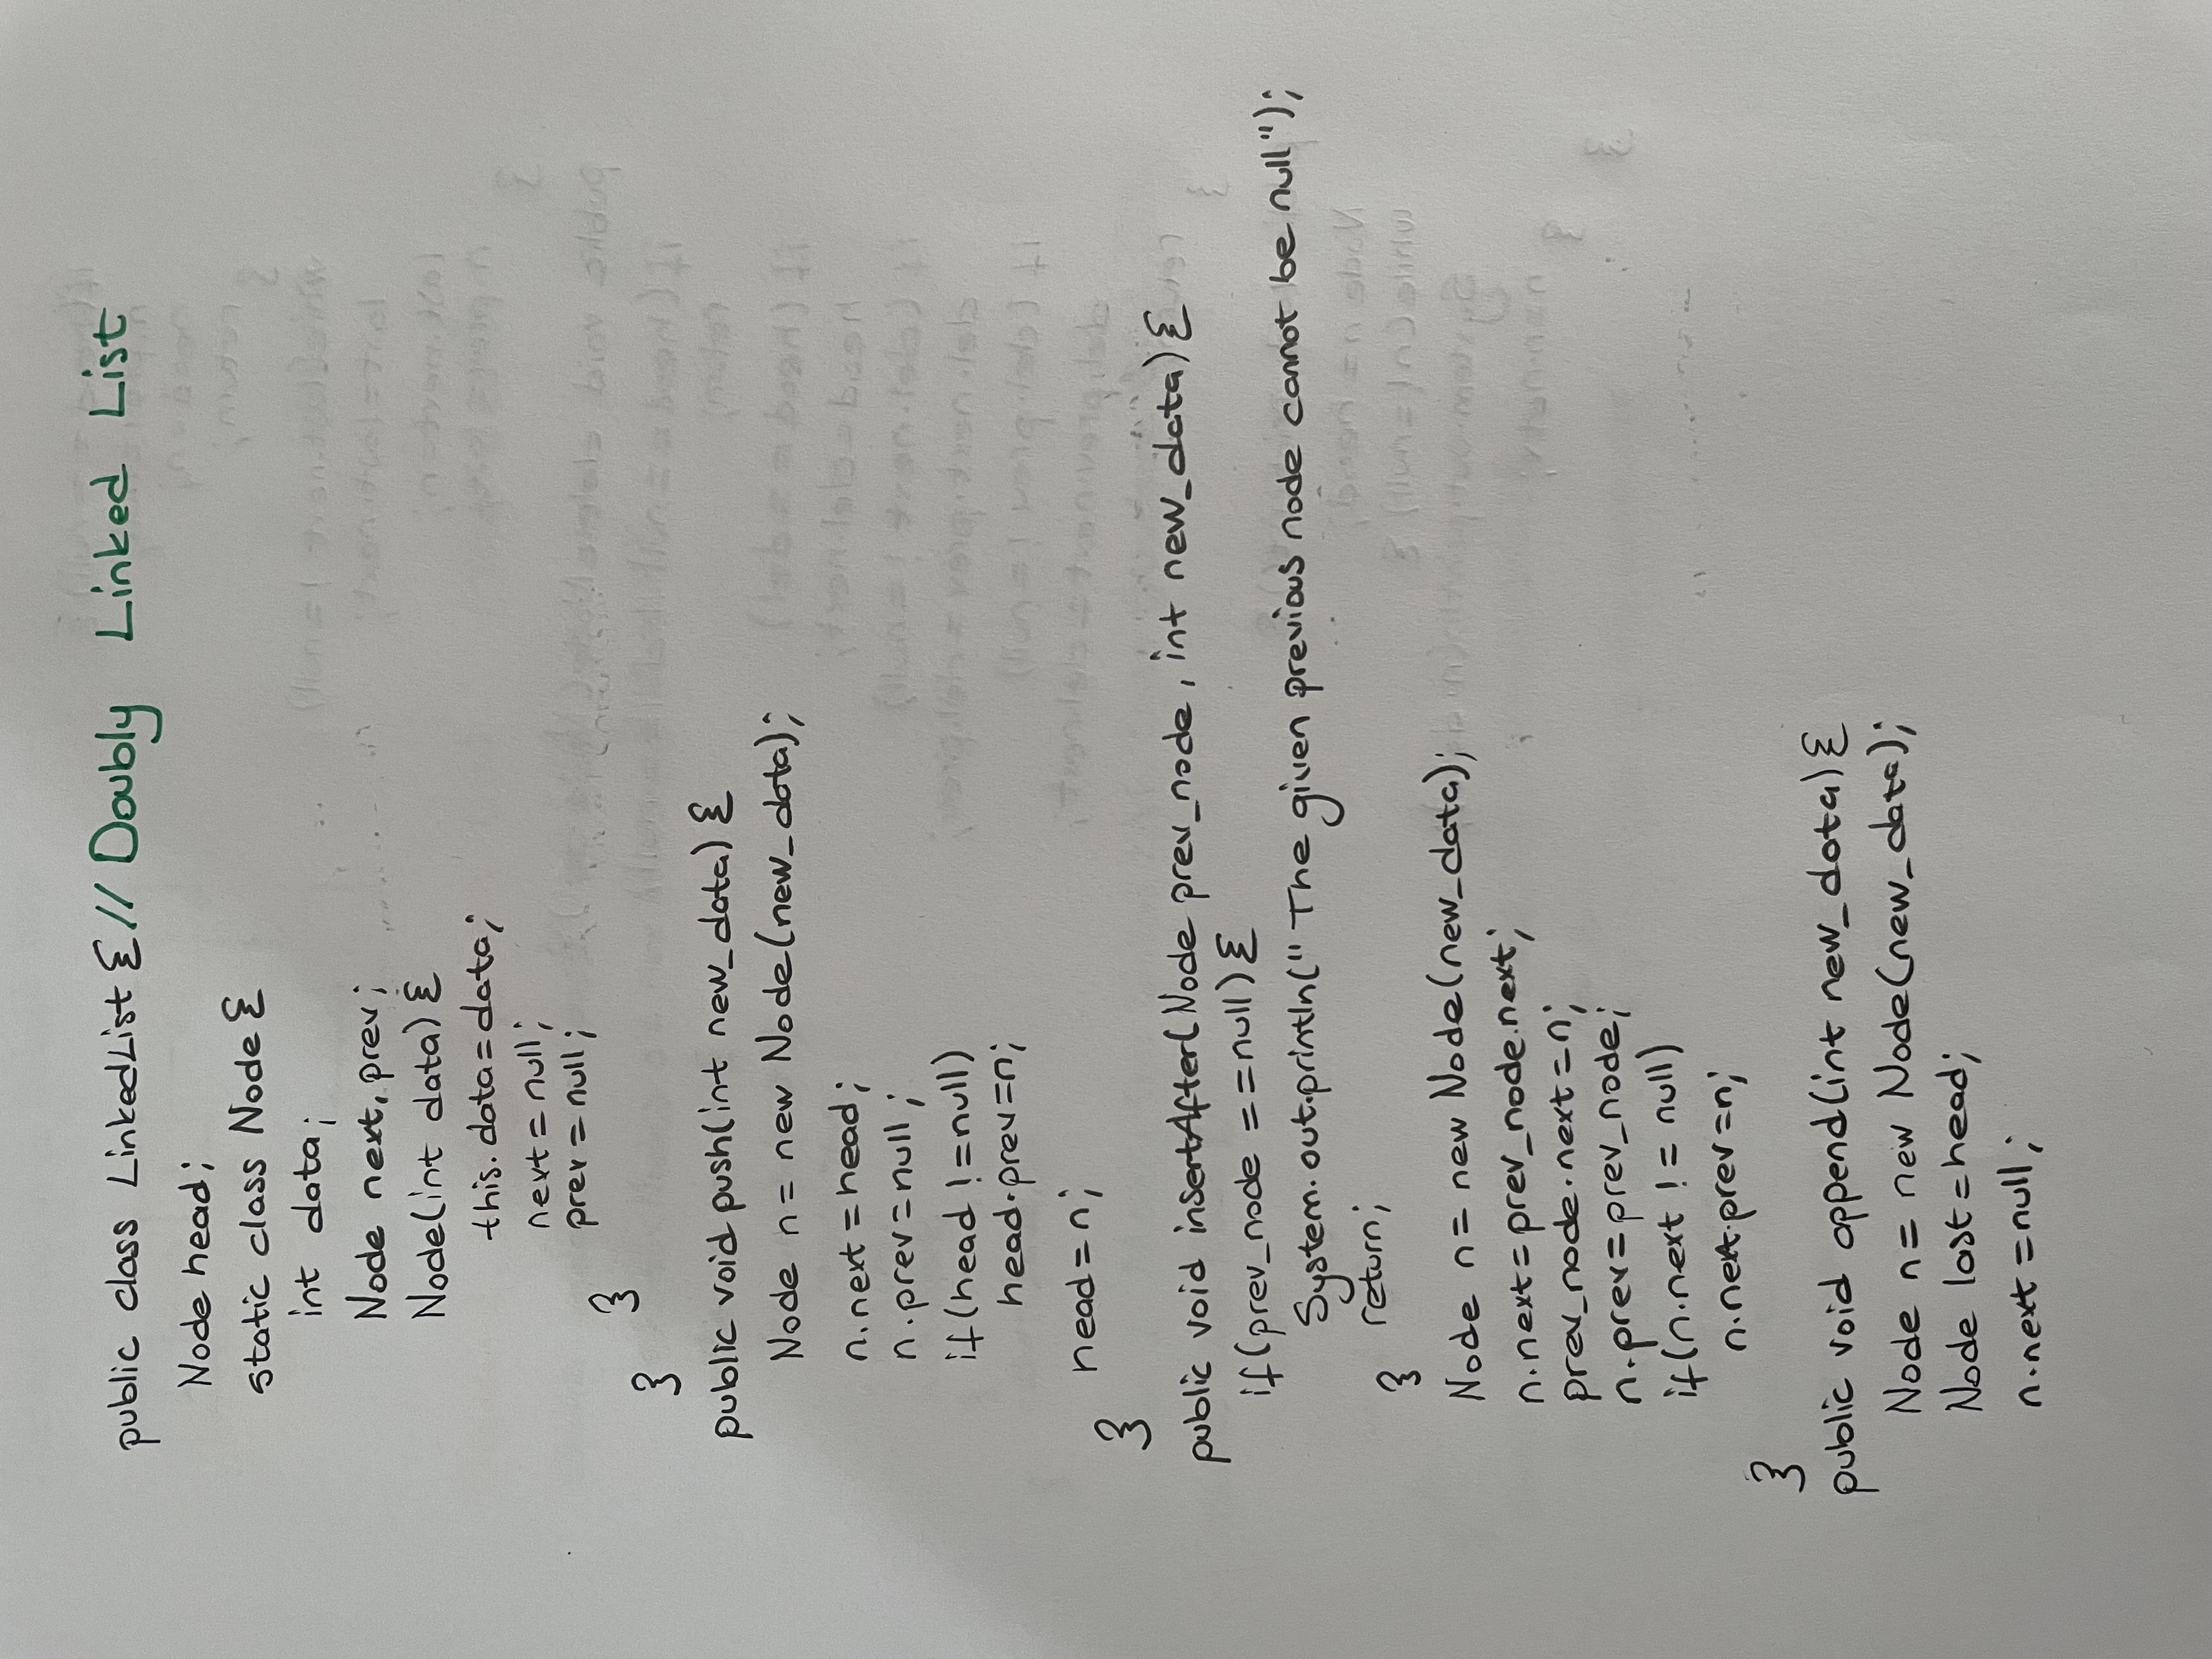 public class LinkedList { // Doubly Linked List
Node head;
static class Node {
int data;
Node next, prev;
Node(int data) {
this.data=data;
next = null;
prev = null;
}
}
public void push(int new_data) {
Node n = new Node(new_data);
n.next = head;
n.prev=null;
if(head !=null)
head.prev=n;
head=n;
}
public void insertAfter(Node prev_node, int new_data) {
if(prev_node ==null) {
System.out.println(" The given previous node cannot be null");
return;
}
Node n = new Node(new_data);
n.next=prev_node.next;
prev_node.next=n;
n.prev=prev_node;
if(n.next != null)
n.next.prev=n;
}
public void append(int new_data) {
Node n = new Node(new_data);
Node last=head;
n.next=null;